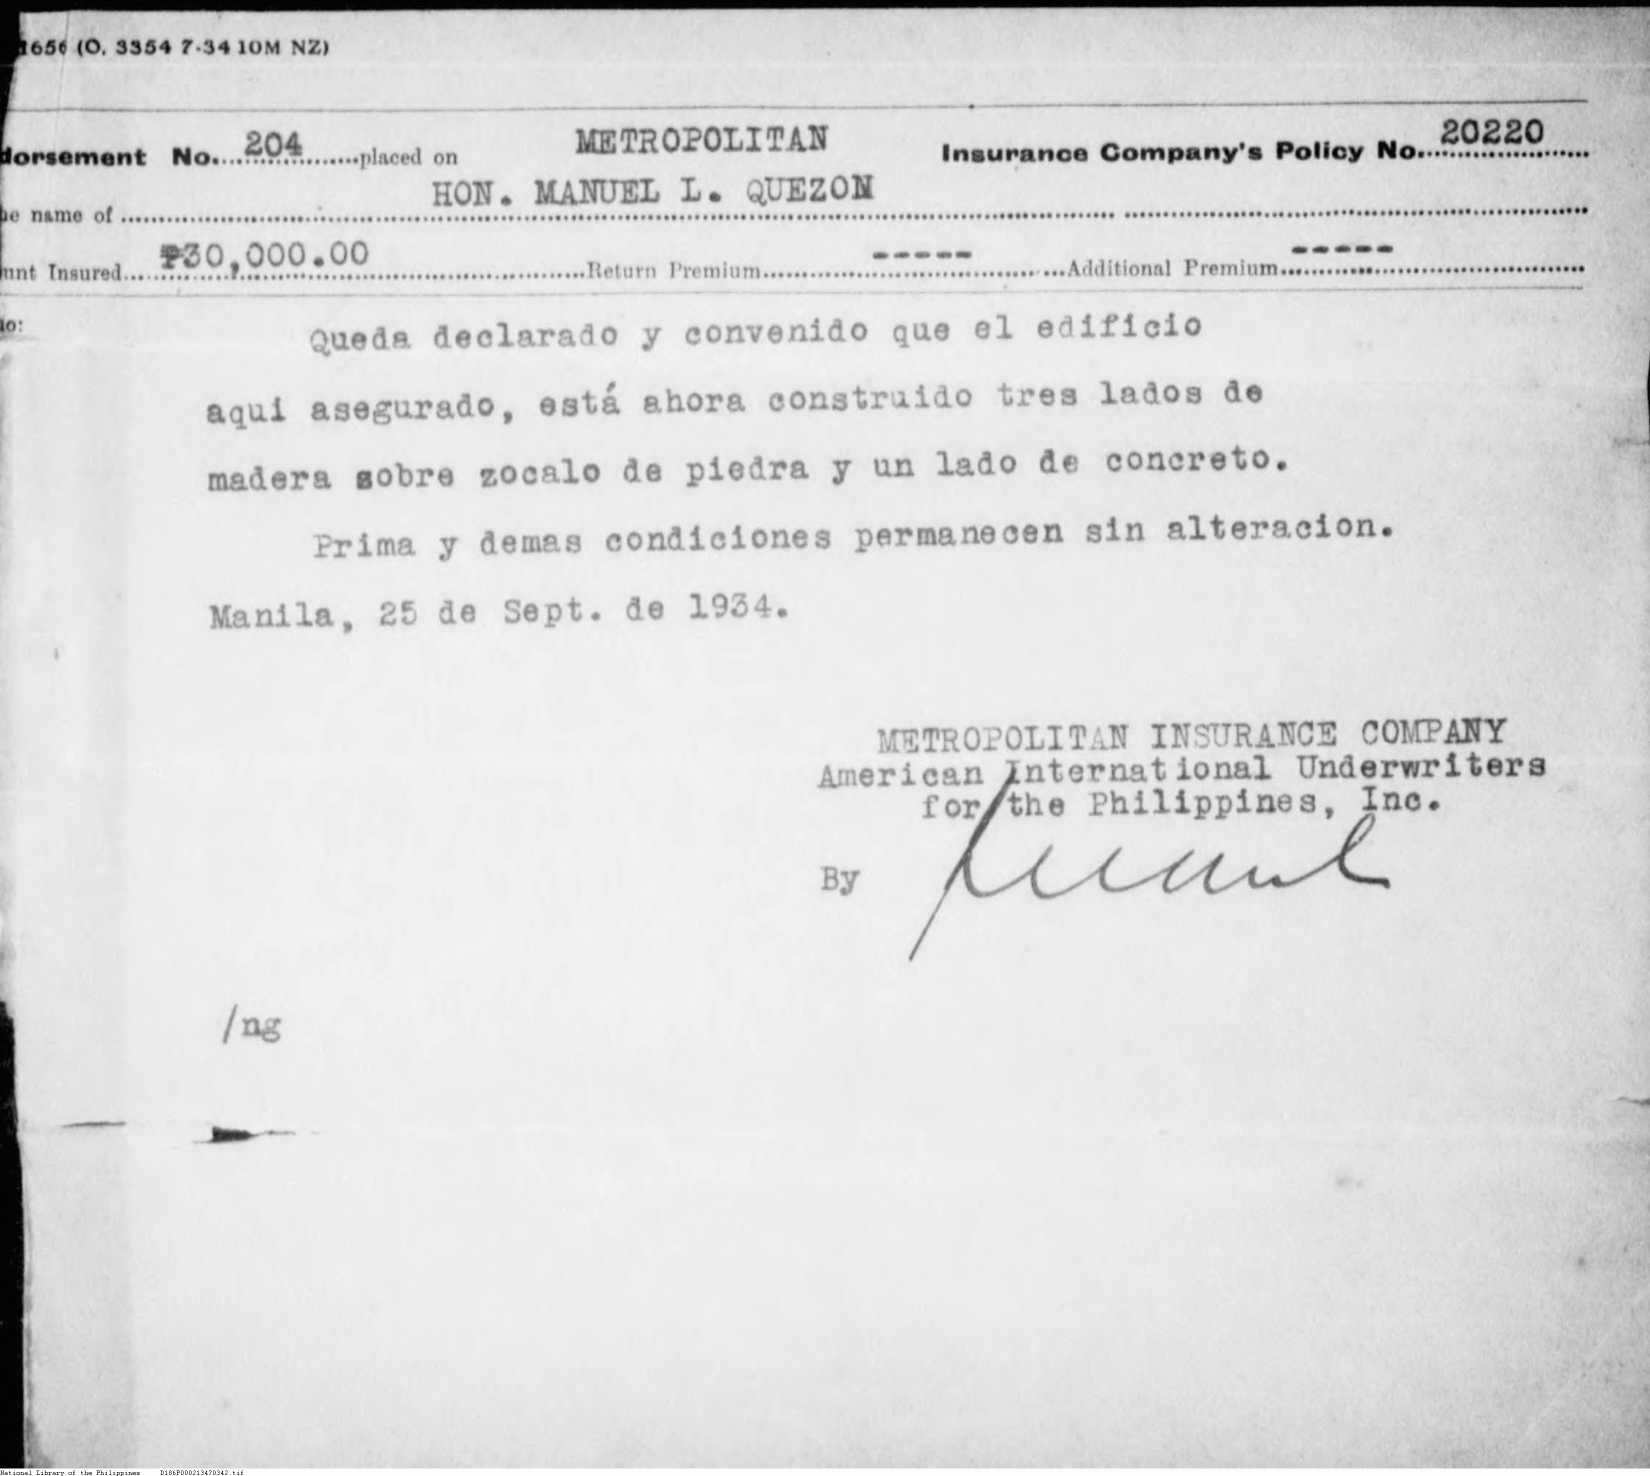 1656 (O. 3354 7-34 10M NZ)
dorsement No. 204 placed on METROPOLITAN Insurance Company's Policy No. 20220
he name of HON. MANUEL L. QUEZON
unt Insured ₱30,000.00 Return Premium ----- Additional Premium -----
Queda declarado y convenido que el edificio
aqui asegurado, está ahora construido tres lados de
madera sobre zocalo de piedra y un lado de concreto.
Prima y demas condiciones permanecen sin alteracion.
Manila, 25 de Sept. de 1934.
METROPOLITAN INSURANCE COMPANY
American International Underwriters
for the Philippines, Inc.
By
/ng
National Library of the Philippines D186P000213470342.tif